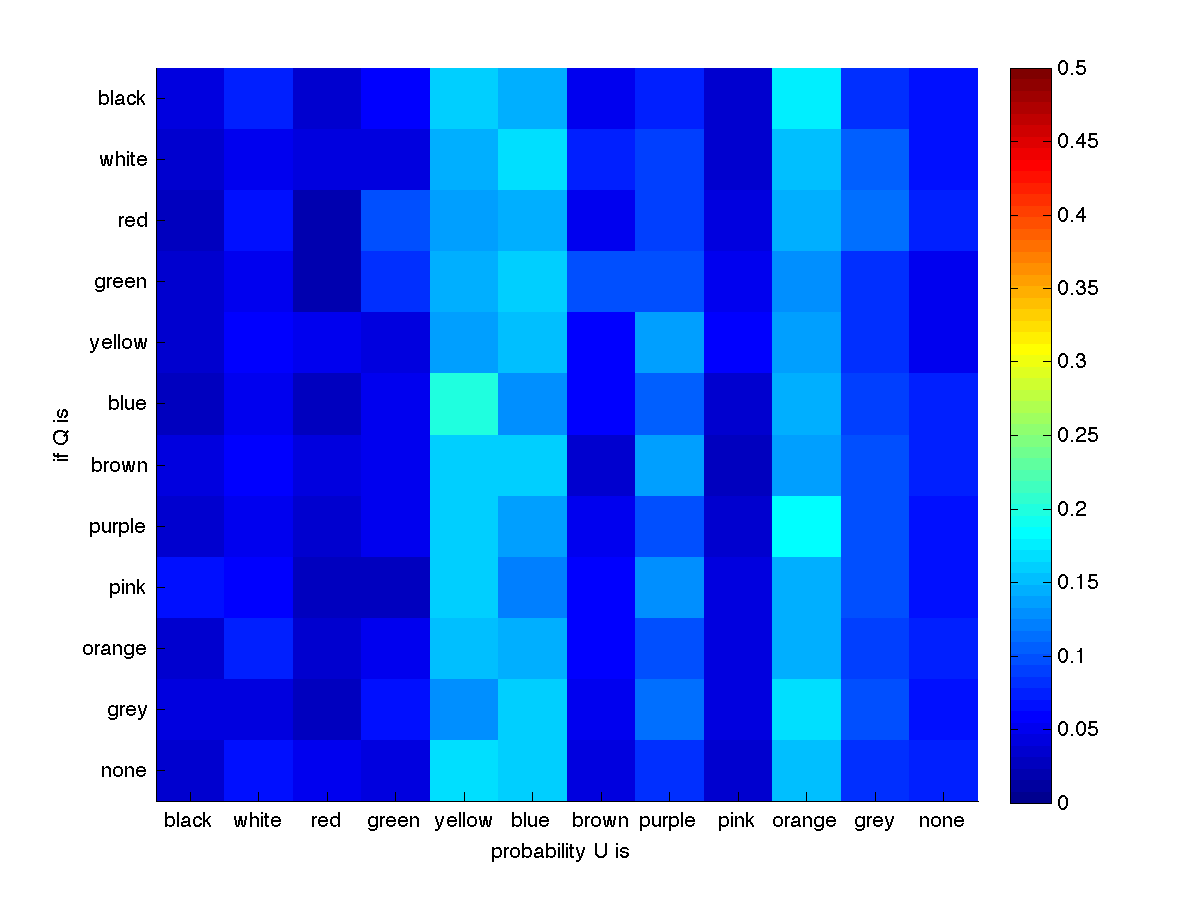 black
white
red
green
yellow
blue
brown
purple
pink
orange
grey
none
if Q is
black white red green yellow blue brown purple pink orange grey none
probability U is
0.5
0.45
0.4
0.35
0.3
0.25
0.2
0.15
0.1
0.05
0